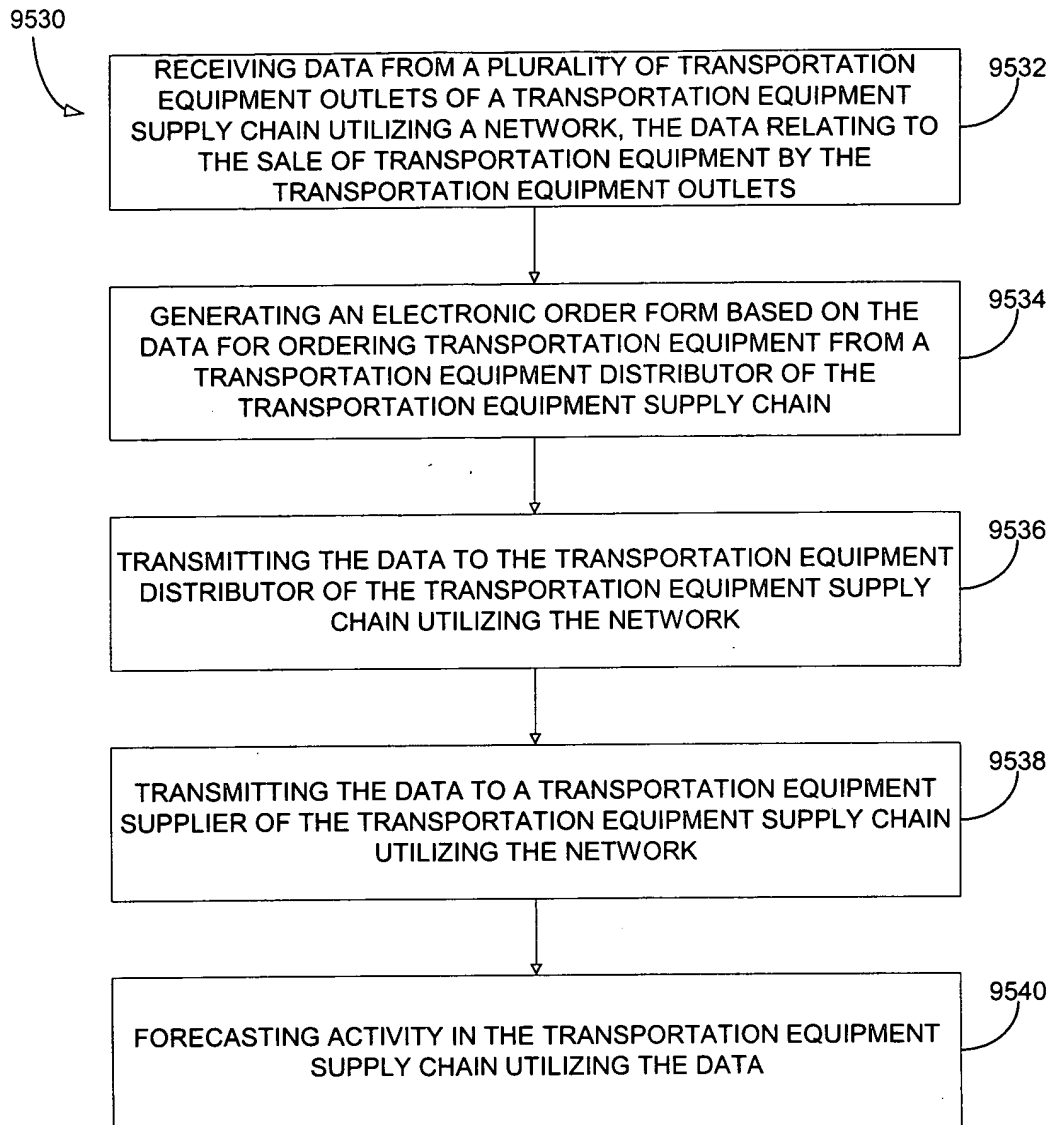 9530
RECEIVING DATA FROM A PLURALITY OF TRANSPORTATION
EQUIPMENT OUTLETS OF A TRANSPORTATION EQUIPMENT
SUPPLY CHAIN UTILIZING A NETWORK, THE DATA RELATING TO
THE SALE OF TRANSPORTATION EQUIPMENT BY THE
TRANSPORTATION EQUIPMENT OUTLETS
9532
GENERATING AN ELECTRONIC ORDER FORM BASED ON THE
DATA FOR ORDERING TRANSPORTATION EQUIPMENT FROM A
TRANSPORTATION EQUIPMENT DISTRIBUTOR OF THE
TRANSPORTATION EQUIPMENT SUPPLY CHAIN
9534
TRANSMITTING THE DATA TO THE TRANSPORTATION EQUIPMENT
DISTRIBUTOR OF THE TRANSPORTATION EQUIPMENT SUPPLY
CHAIN UTILIZING THE NETWORK
9536
TRANSMITTING THE DATA TO A TRANSPORTATION EQUIPMENT
SUPPLIER OF THE TRANSPORTATION EQUIPMENT SUPPLY CHAIN
UTILIZING THE NETWORK
9538
FORECASTING ACTIVITY IN THE TRANSPORTATION EQUIPMENT
SUPPLY CHAIN UTILIZING THE DATA
9540